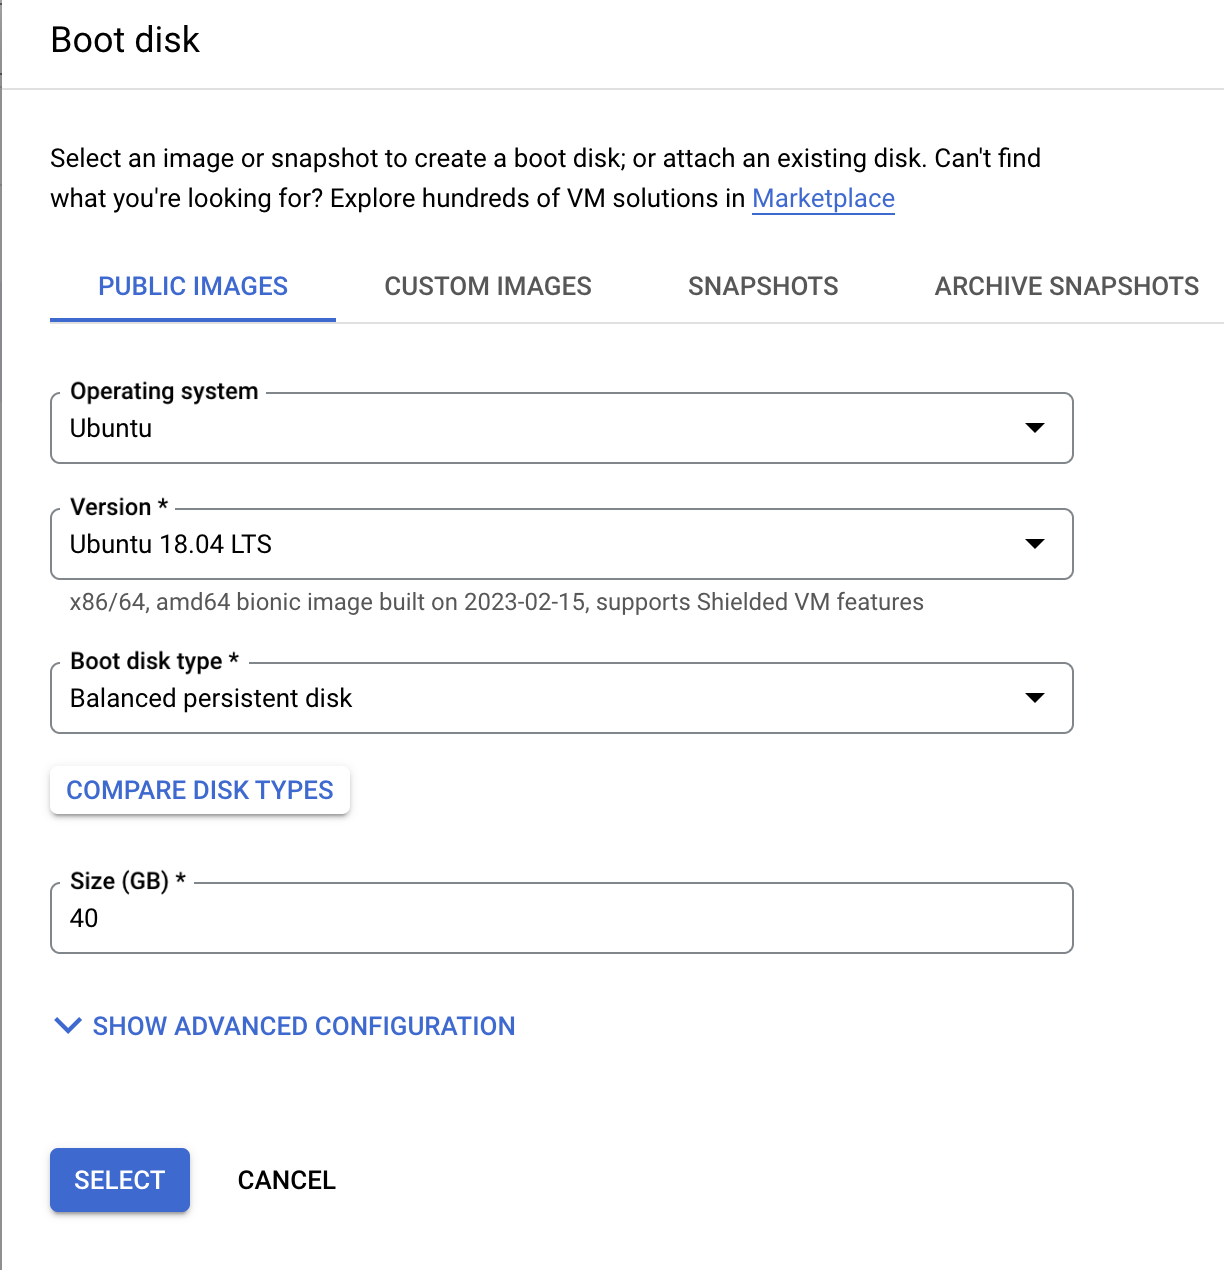 Boot disk
Select an image or snapshot to create a boot disk; or attach an existing disk. Can't find
what you're looking for? Explore hundreds of VM solutions in Marketplace
PUBLIC IMAGES CUSTOM IMAGES SNAPSHOTS ARCHIVE SNAPSHOTS
Operating system
Ubuntu
Version *
Ubuntu 18.04 LTS
x86/64, amd64 bionic image built on 2023-02-15, supports Shielded VM features
Boot disk type *
Balanced persistent disk
COMPARE DISK TYPES
Size (GB) *
40
SHOW ADVANCED CONFIGURATION
SELECT CANCEL